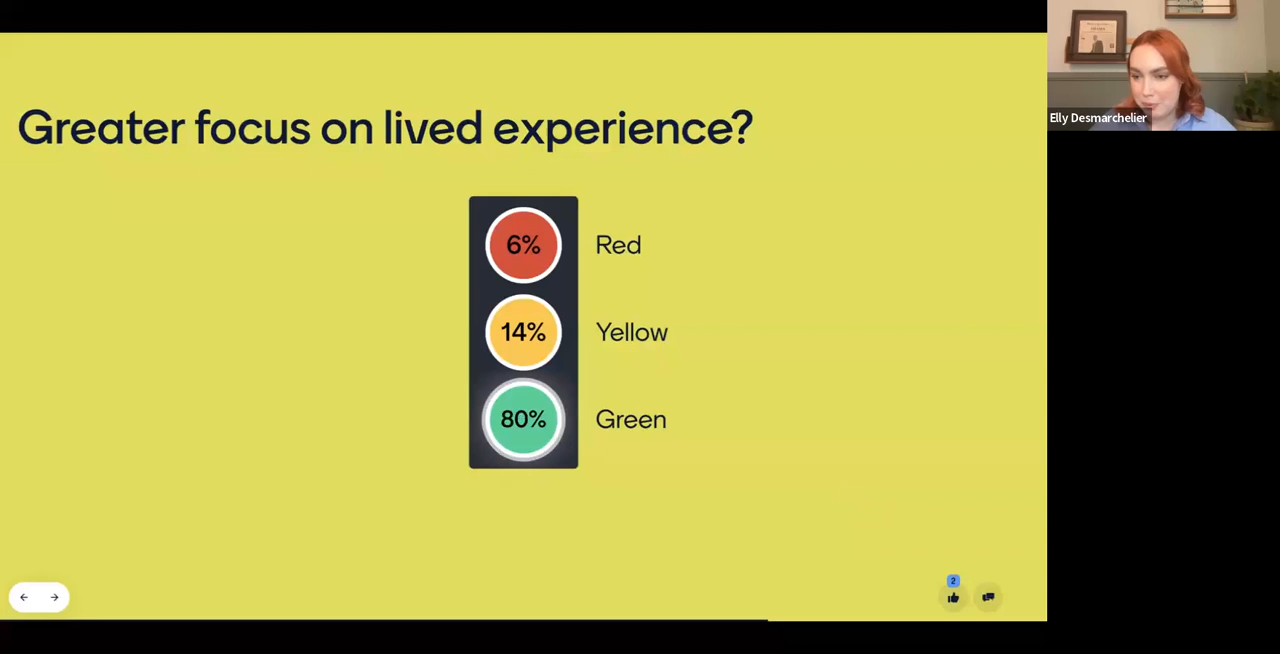 Greater focus on lived experience?
6% Red
14% Yellow
80% Green
2
Elly Desmarchelier